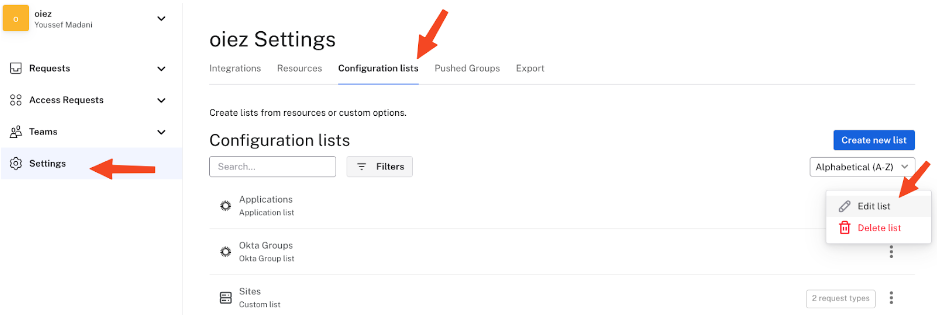 o
oiez
Youssef Madani
Requests
Access Requests
Teams
Settings
oiez Settings
Integrations Resources Configuration lists Pushed Groups Export
Create lists from resources or custom options.
Configuration lists
Create new list
Search...
Filters
Alphabetical (A-Z)
Applications
Application list
Edit list
Delete list
Okta Groups
Okta Group list
Sites
Custom list
2 request types